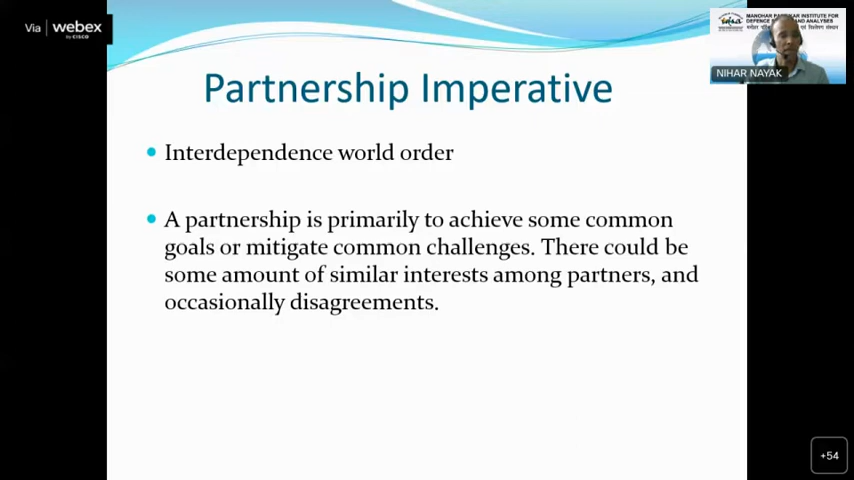 Via webex
by CISCO
MANOHAR PARRIKAR INSTITUTE FOR
DEFENCE STUDIES AND ANALYSES
NIHAR NAYAK
Partnership Imperative
• Interdependence world order
• A partnership is primarily to achieve some common
goals or mitigate common challenges. There could be
some amount of similar interests among partners, and
occasionally disagreements.
+54